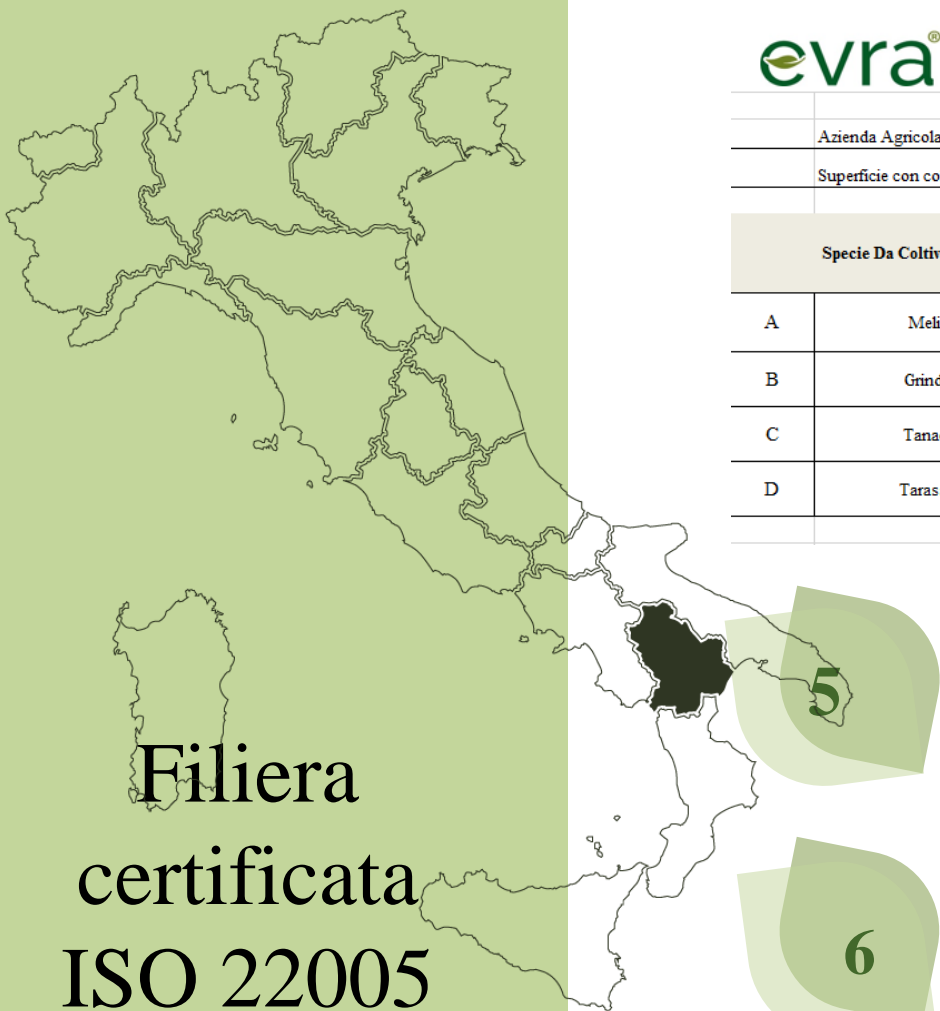 evra®
Azienda Agricola
Superficie con co
Specie Da Coltiv
A Meli
B Grind
C Tana
D Taras
5
Filiera
certificata
ISO 22005
6